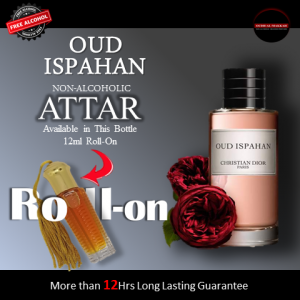 FREE ALCOHOL
OUD
ISPAHAN
NON-ALCOHOLIC
ATTAR
Available in This Bottle
12ml Roll-On
Roll-on
OUD ISPAHAN
CHRISTIAN DIOR
PARIS
More than 12Hrs Long Lasting Guarantee